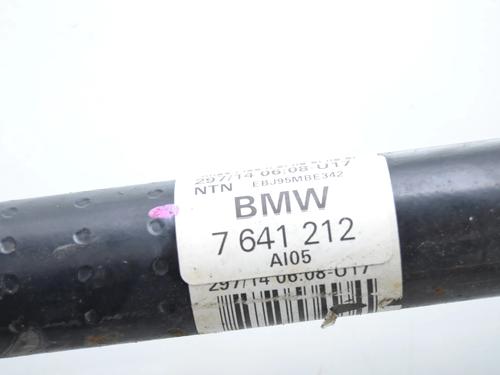 297/14 06:08-U17
NTN EBJ95MBE342
BMW
7 641 212
AI05
297/14 06:08-U17